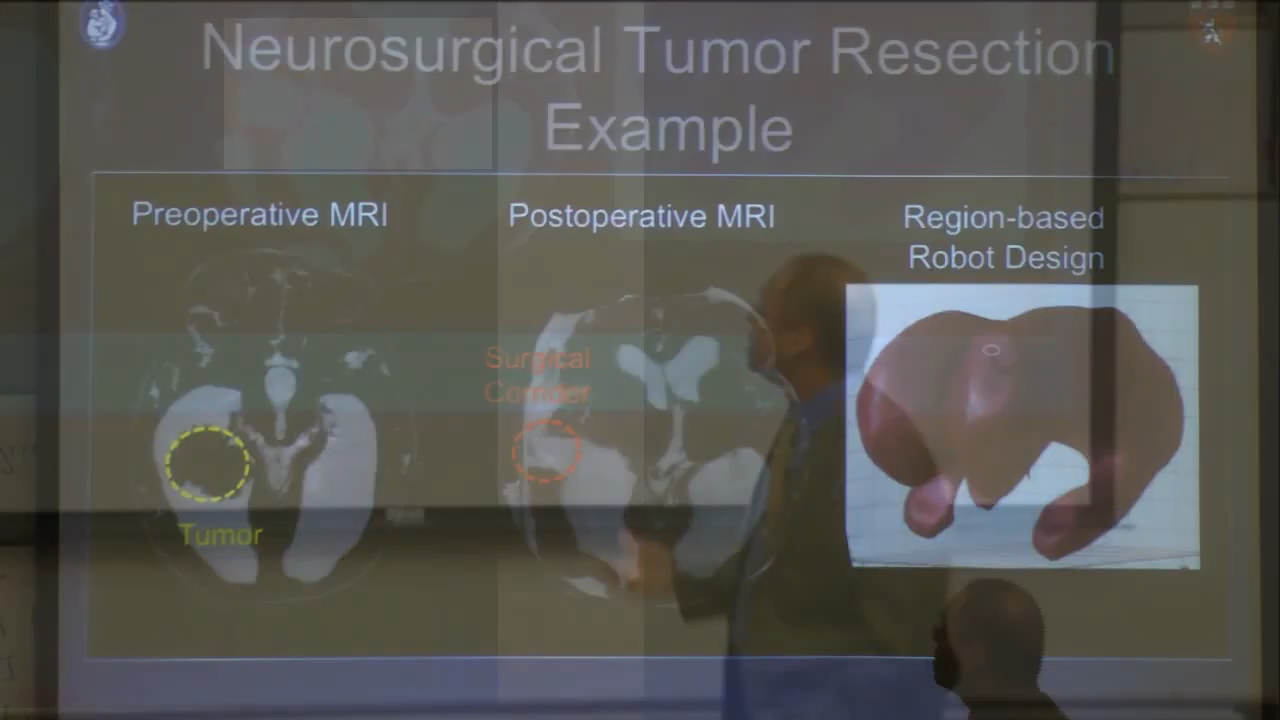 Neurosurgical Tumor Resection
Example
Preoperative MRI
Postoperative MRI
Region-based
Robot Design
Surgical
Corridor
Tumor